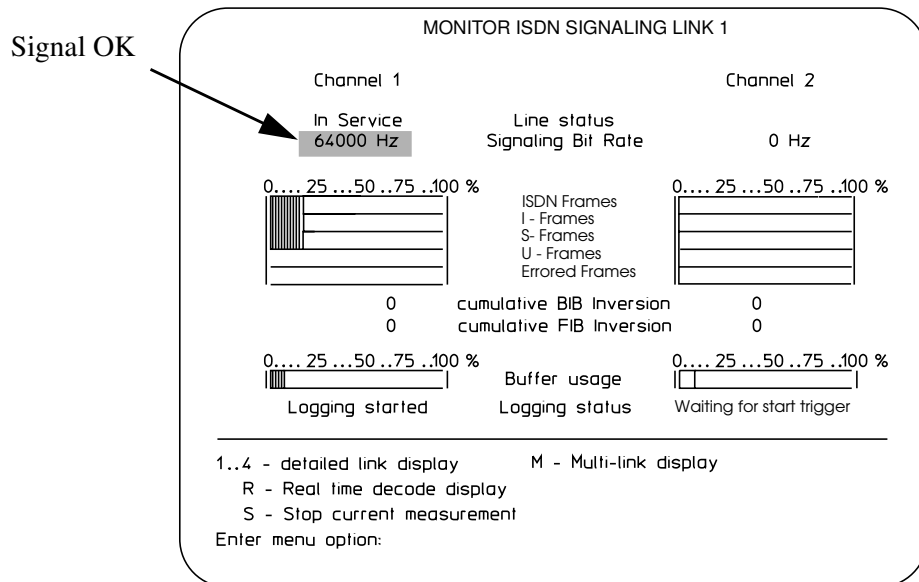 MONITOR ISDN SIGNALING LINK 1
Signal OK
Channel 1 Channel 2
In Service Line status
64000 Hz Signaling Bit Rate 0 Hz
0.... 25 ...50 ..75 ..100 % 0.... 25 ...50 ..75 ..100 %
ISDN Frames
I - Frames
S- Frames
U - Frames
Errored Frames
0 cumulative BIB Inversion 0
0 cumulative FIB Inversion 0
0.... 25 ...50 ..75 ..100 % 0.... 25 ...50 ..75 ..100 %
Buffer usage
Logging started Logging status Waiting for start trigger
1..4 - detailed link display M - Multi-link display
R - Real time decode display
S - Stop current measurement
Enter menu option: